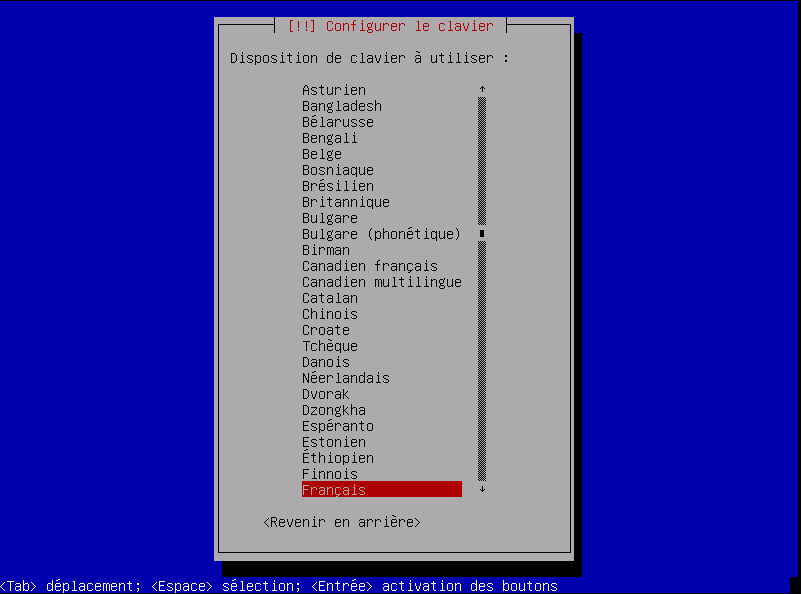 [!!] Configurer le clavier
Disposition de clavier à utiliser :
Asturien
Bangladesh
Bélarusse
Bengali
Belge
Bosniaque
Brésilien
Britannique
Bulgare
Bulgare (phonétique)
Birman
Canadien français
Canadien multilingue
Catalan
Chinois
Croate
Tchèque
Danois
Néerlandais
Dvorak
Dzongkha
Espéranto
Estonien
Éthiopien
Finnois
Français
<Revenir en arrière>
<Tab> déplacement; <Espace> sélection; <Entrée> activation des boutons